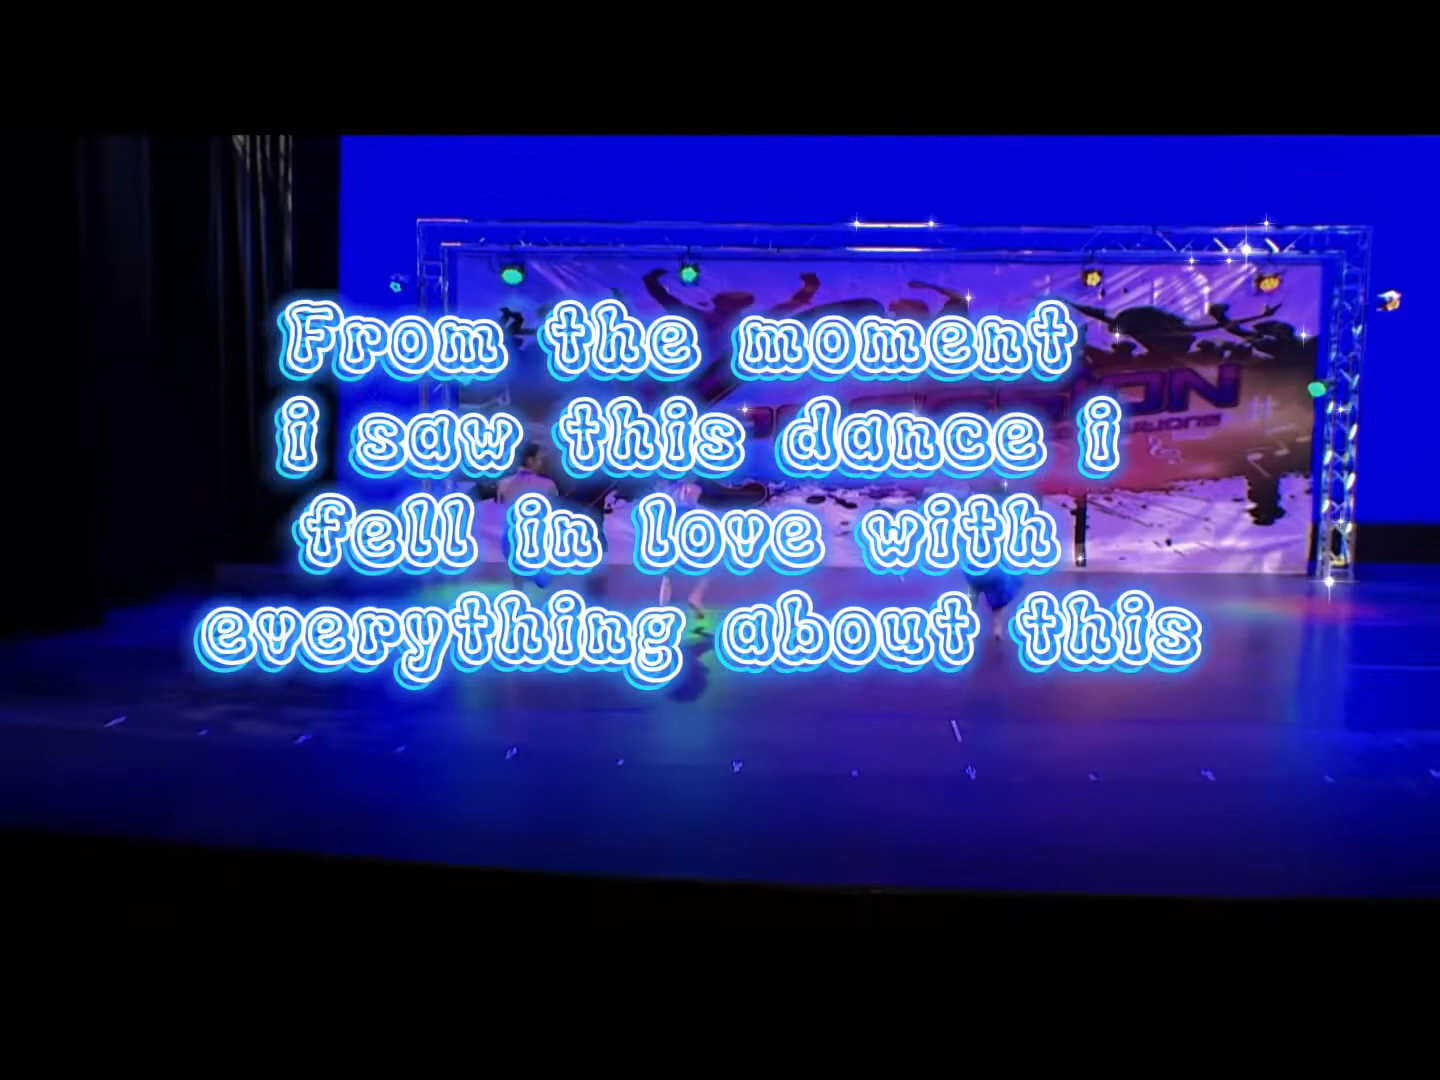 From the moment
i saw this dance i
fell in love with
everything about this